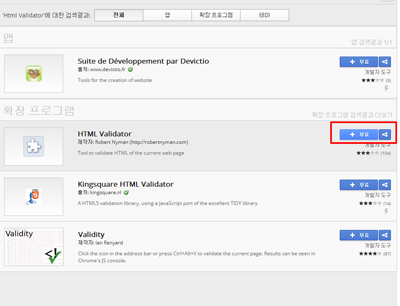 'Html Validator'에 대한 검색결과: 전체 앱 확장 프로그램 테마
앱 앱 검색결과 1/1
Suite de Développement par Devictio + 무료
출처: www.devictio.fr 개발자 도구
Tools for the creation of website ★★★☆☆ (5)
확장 프로그램 확장 프로그램 검색결과 더보기
HTML Validator + 무료
제작자: Robert Nyman (http://robertnyman.com) 개발자 도구
Tool to validate HTML of the current web page ★★★☆☆ (104)
Kingsquare HTML Validator + 무료
출처: kingsquare.nl 개발자 도구
A HTML5 validation library, using a JavaScript port of the excellent TIDY library ★★★☆☆ (14)
Validity Validity + 무료
제작자: Ian Renyard 개발자 도구
Click the icon in the address bar or press Ctrl+Alt+V to validate the current page. Results can be seen in ★★★★☆ (87)
Chrome's JS console.